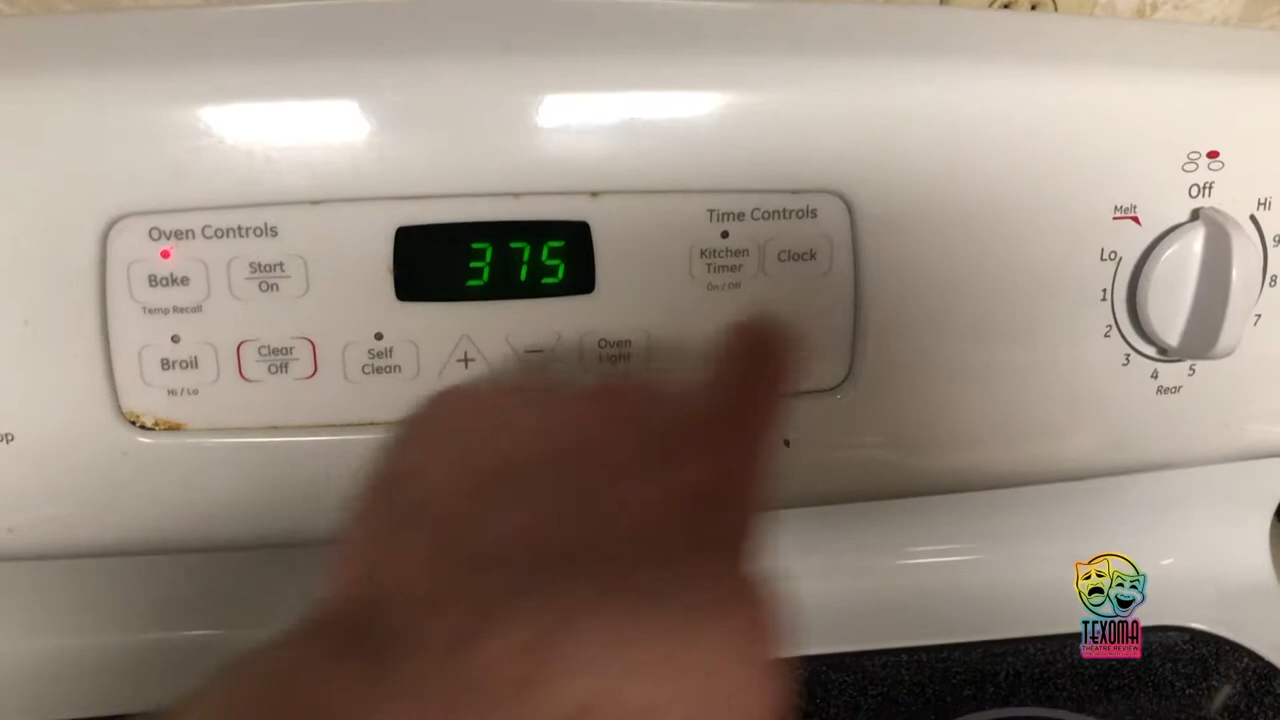 Oven Controls
Bake
Temp Recall
Start
On
375
Time Controls
Kitchen
Timer
On / Off
Clock
Broil
Hi / Lo
Clear
Off
Self
Clean
+
−
Oven
Light
Melt
Off
Hi
Lo
9
1
8
2
7
3
4
5
Rear
op
TEXOMA
THEATRE REVIEW